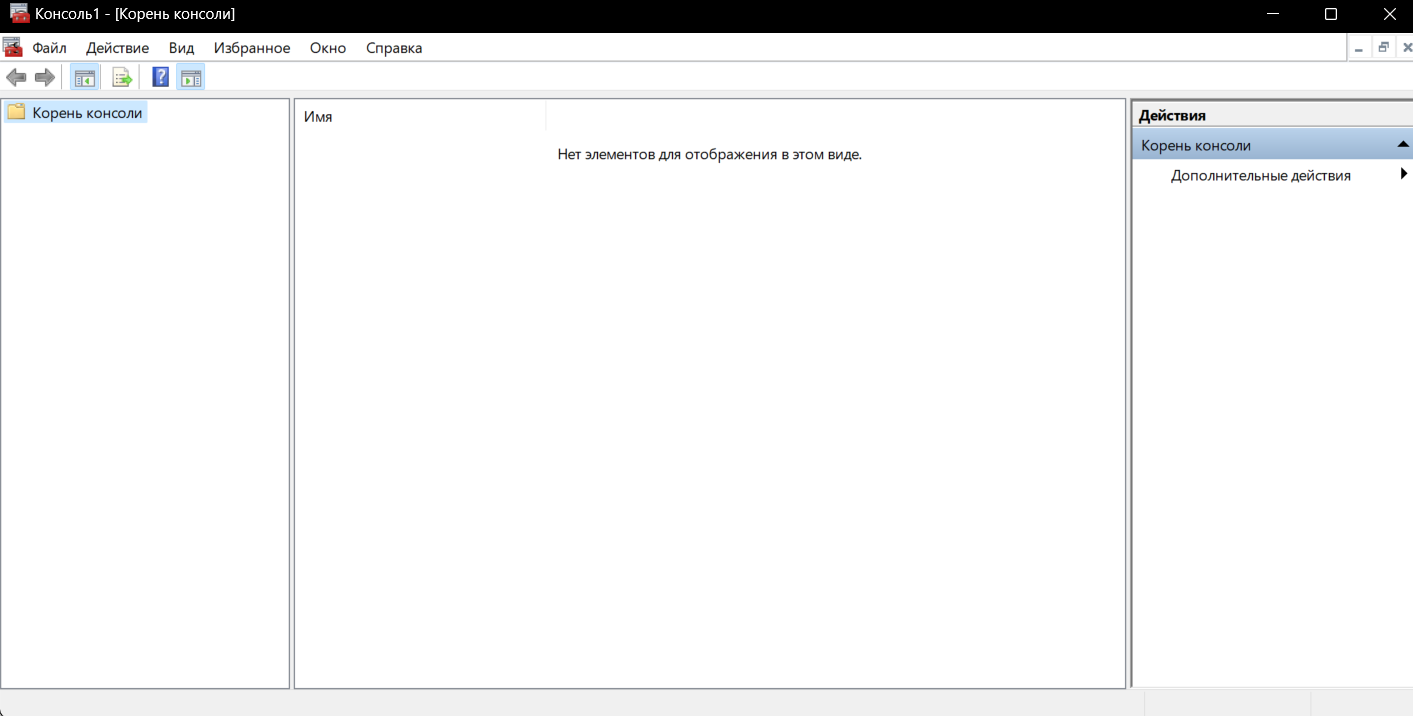 Консоль1 - [Корень консоли]
Файл Действие Вид Избранное Окно Справка
Корень консоли
Имя
Нет элементов для отображения в этом виде.
Действия
Корень консоли
Дополнительные действия